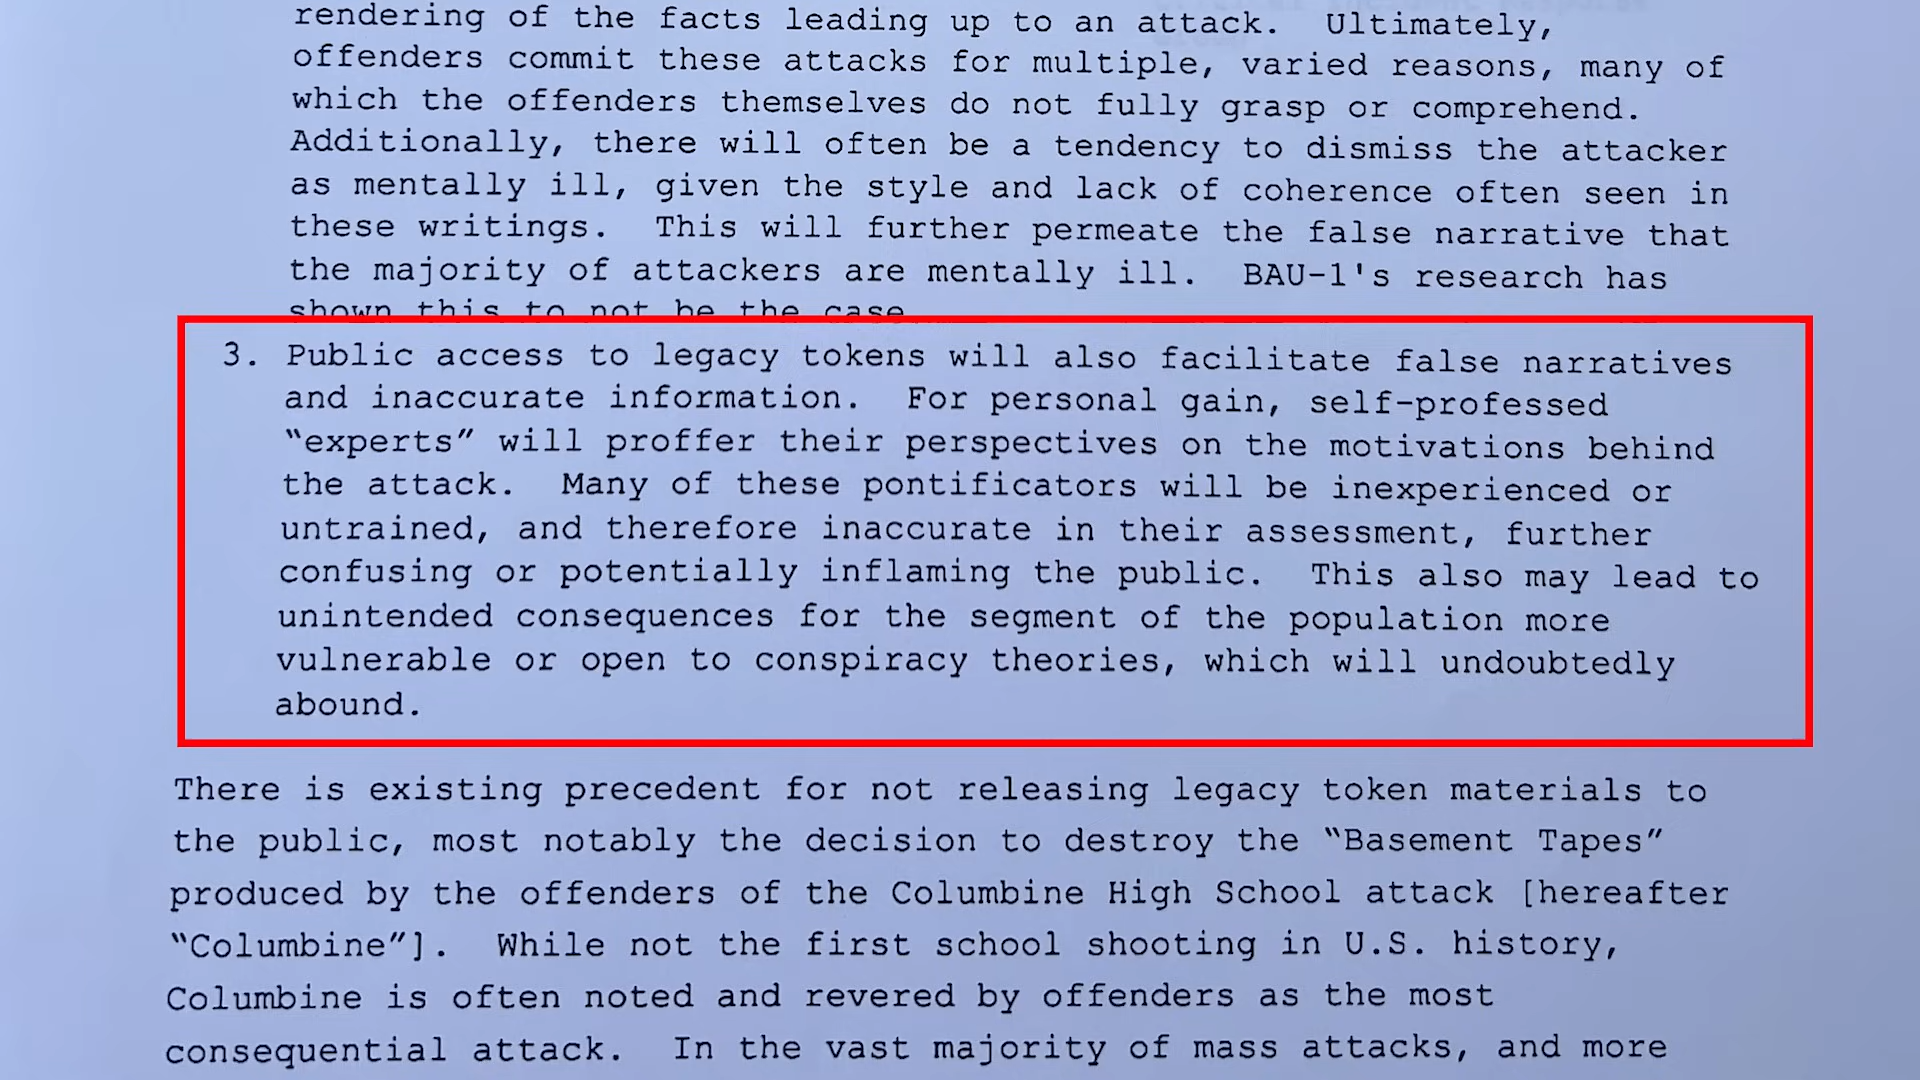 rendering of the facts leading up to an attack. Ultimately,
offenders commit these attacks for multiple, varied reasons, many of
which the offenders themselves do not fully grasp or comprehend.
Additionally, there will often be a tendency to dismiss the attacker
as mentally ill, given the style and lack of coherence often seen in
these writings. This will further permeate the false narrative that
the majority of attackers are mentally ill. BAU-1's research has
shown this to not be the case
3. Public access to legacy tokens will also facilitate false narratives
and inaccurate information. For personal gain, self-professed
“experts” will proffer their perspectives on the motivations behind
the attack. Many of these pontificators will be inexperienced or
untrained, and therefore inaccurate in their assessment, further
confusing or potentially inflaming the public. This also may lead to
unintended consequences for the segment of the population more
vulnerable or open to conspiracy theories, which will undoubtedly
abound.
There is existing precedent for not releasing legacy token materials to
the public, most notably the decision to destroy the “Basement Tapes”
produced by the offenders of the Columbine High School attack [hereafter
“Columbine”]. While not the first school shooting in U.S. history,
Columbine is often noted and revered by offenders as the most
consequential attack. In the vast majority of mass attacks, and more